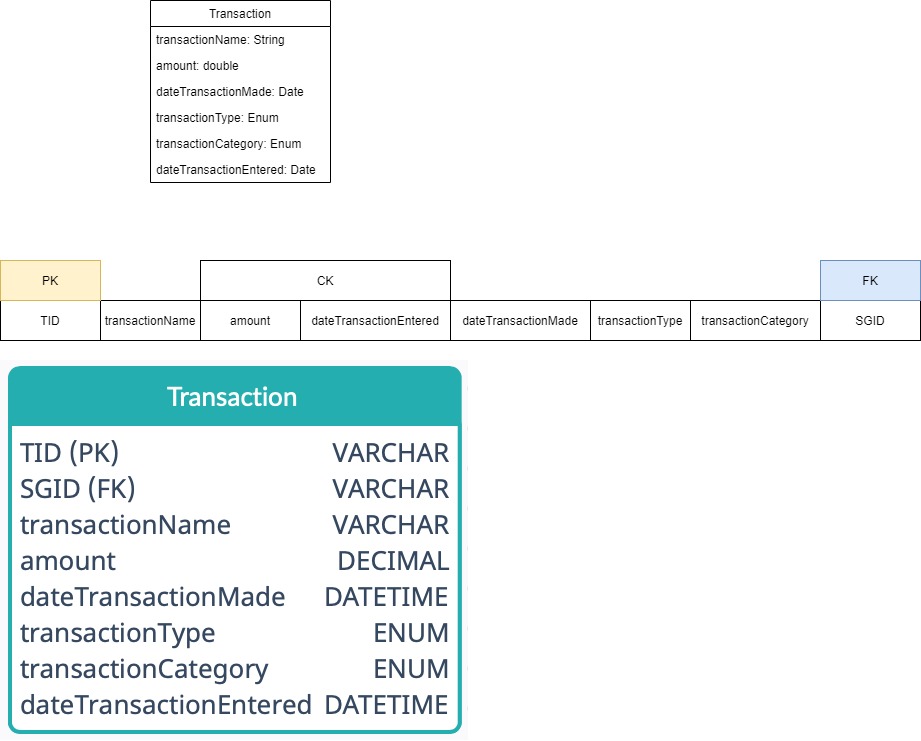 Transaction
transactionName: String
amount: double
dateTransactionMade: Date
transactionType: Enum
transactionCategory: Enum
dateTransactionEntered: Date
PK CK FK
TID transactionName amount dateTransactionEntered dateTransactionMade transactionType transactionCategory SGID
Transaction
TID (PK) VARCHAR
SGID (FK) VARCHAR
transactionName VARCHAR
amount DECIMAL
dateTransactionMade DATETIME
transactionType ENUM
transactionCategory ENUM
dateTransactionEntered DATETIME